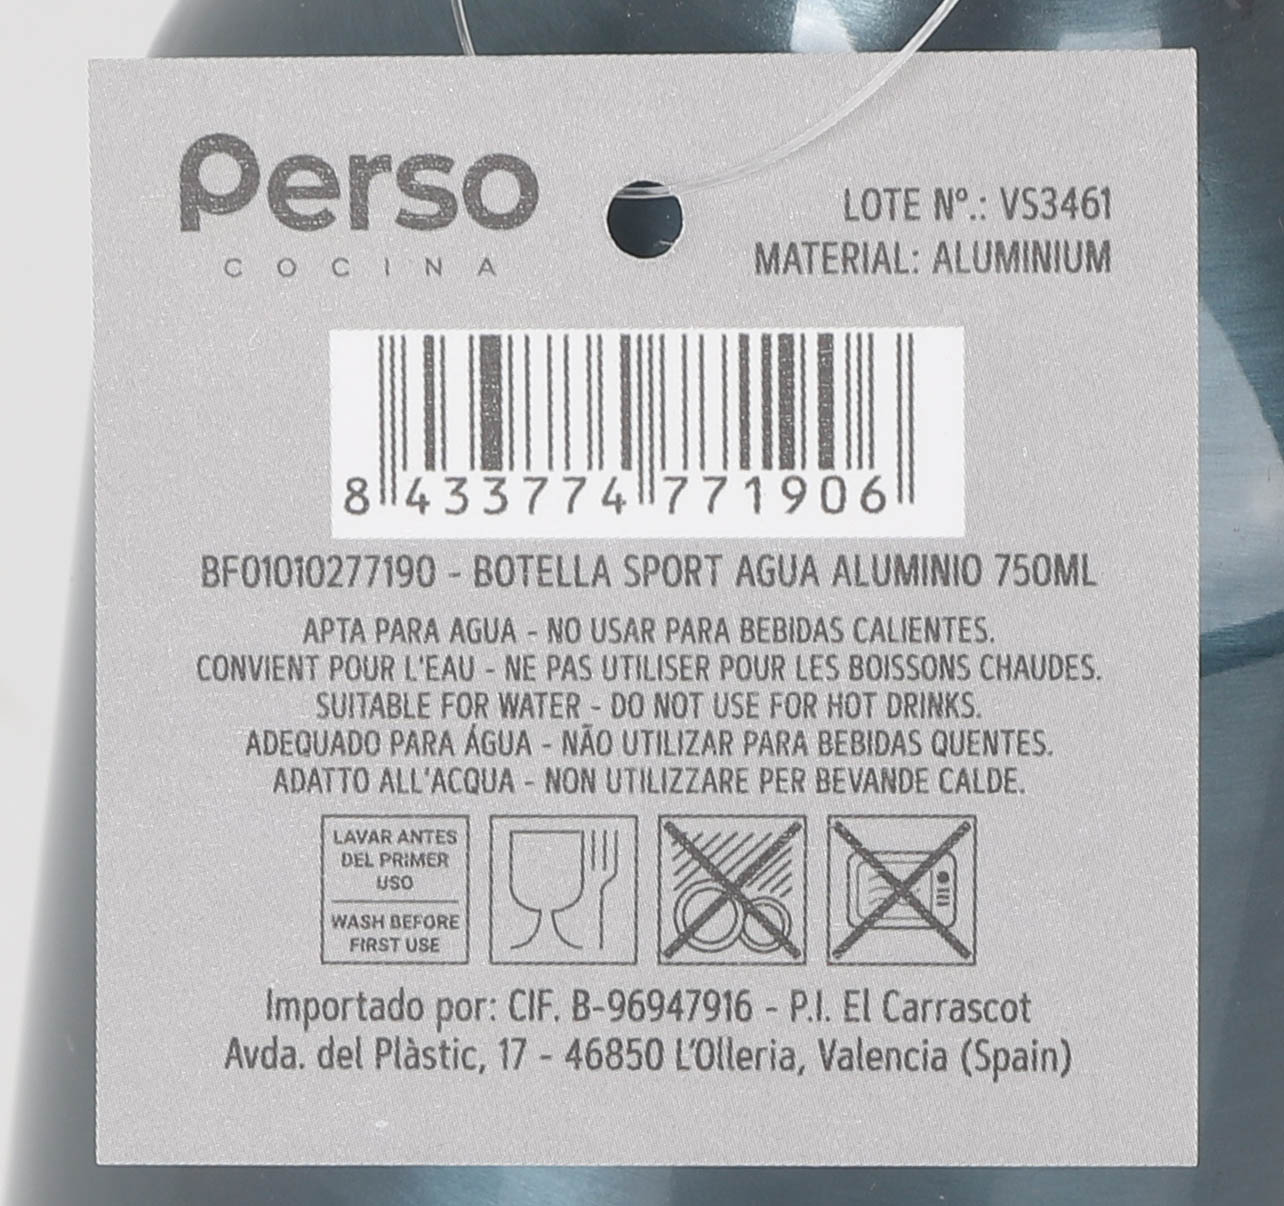 Perso
COCINA
LOTE Nº.: VS3461
MATERIAL: ALUMINIUM
8 433774 771906
BF01010277190 - BOTELLA SPORT AGUA ALUMINIO 750ML
APTA PARA AGUA - NO USAR PARA BEBIDAS CALIENTES.
CONVIENT POUR L'EAU - NE PAS UTILISER POUR LES BOISSONS CHAUDES.
SUITABLE FOR WATER - DO NOT USE FOR HOT DRINKS.
ADEQUADO PARA ÁGUA - NÃO UTILIZAR PARA BEBIDAS QUENTES.
ADATTO ALL'ACQUA - NON UTILIZZARE PER BEVANDE CALDE.
LAVAR ANTES
DEL PRIMER
USO
WASH BEFORE
FIRST USE
Importado por: CIF. B-96947916 - P.I. El Carrascot
Avda. del Plàstic, 17 - 46850 L'Olleria, Valencia (Spain)